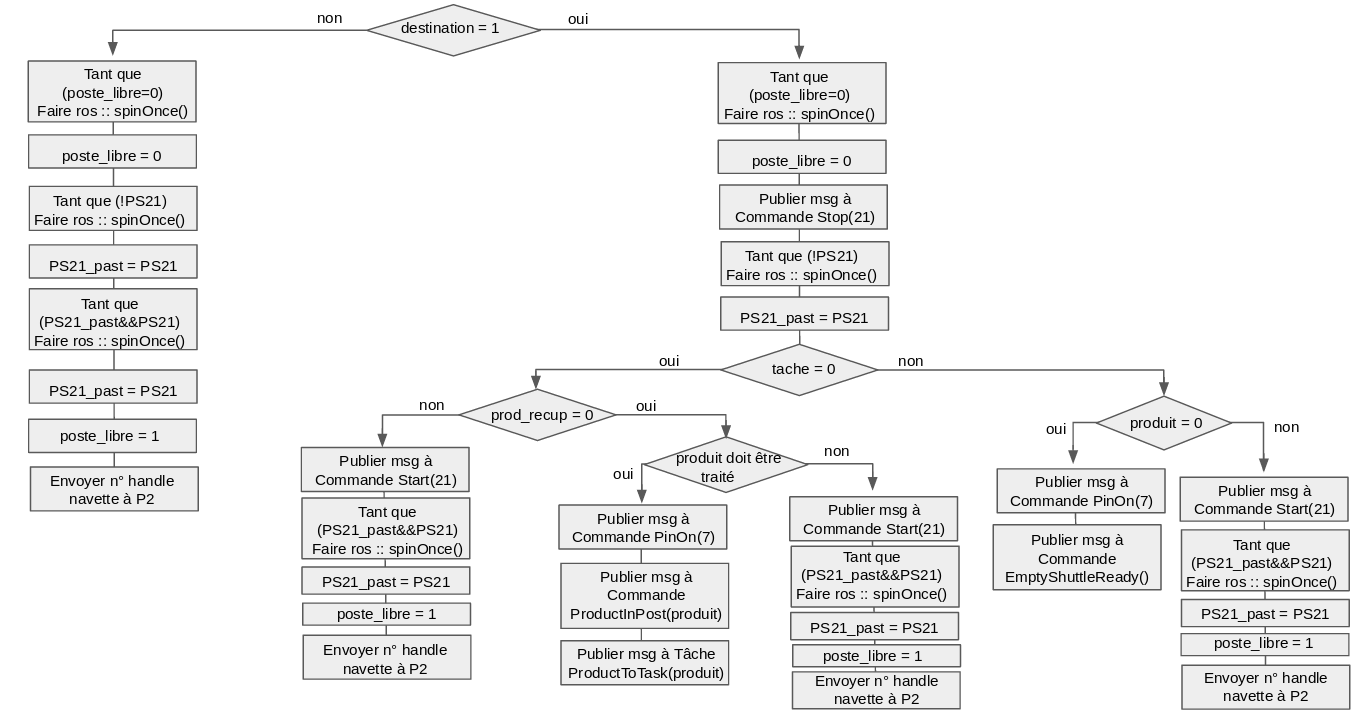 non
destination = 1
oui
Tant que
(poste_libre=0)
Faire ros :: spinOnce()
poste_libre = 0
Tant que (!PS21)
Faire ros :: spinOnce()
PS21_past = PS21
Tant que
(PS21_past&&PS21)
Faire ros :: spinOnce()
PS21_past = PS21
poste_libre = 1
Envoyer n° handle
navette à P2
Tant que
(poste_libre=0)
Faire ros :: spinOnce()
poste_libre = 0
Publier msg à
Commande Stop(21)
Tant que (!PS21)
Faire ros :: spinOnce()
PS21_past = PS21
oui
tache = 0
non
non
prod_recup = 0
oui
Publier msg à
Commande Start(21)
Tant que
(PS21_past&&PS21)
Faire ros :: spinOnce()
PS21_past = PS21
poste_libre = 1
Envoyer n° handle
navette à P2
oui
produit doit être
traité
non
Publier msg à
Commande PinOn(7)
Publier msg à
Commande
ProductInPost(produit)
Publier msg à Tâche
ProductToTask(produit)
Publier msg à
Commande Start(21)
Tant que
(PS21_past&&PS21)
Faire ros :: spinOnce()
PS21_past = PS21
poste_libre = 1
Envoyer n° handle
navette à P2
oui
produit = 0
non
Publier msg à
Commande PinOn(7)
Publier msg à
Commande
EmptyShuttleReady()
Publier msg à
Commande Start(21)
Tant que
(PS21_past&&PS21)
Faire ros :: spinOnce()
PS21_past = PS21
poste_libre = 1
Envoyer n° handle
navette à P2